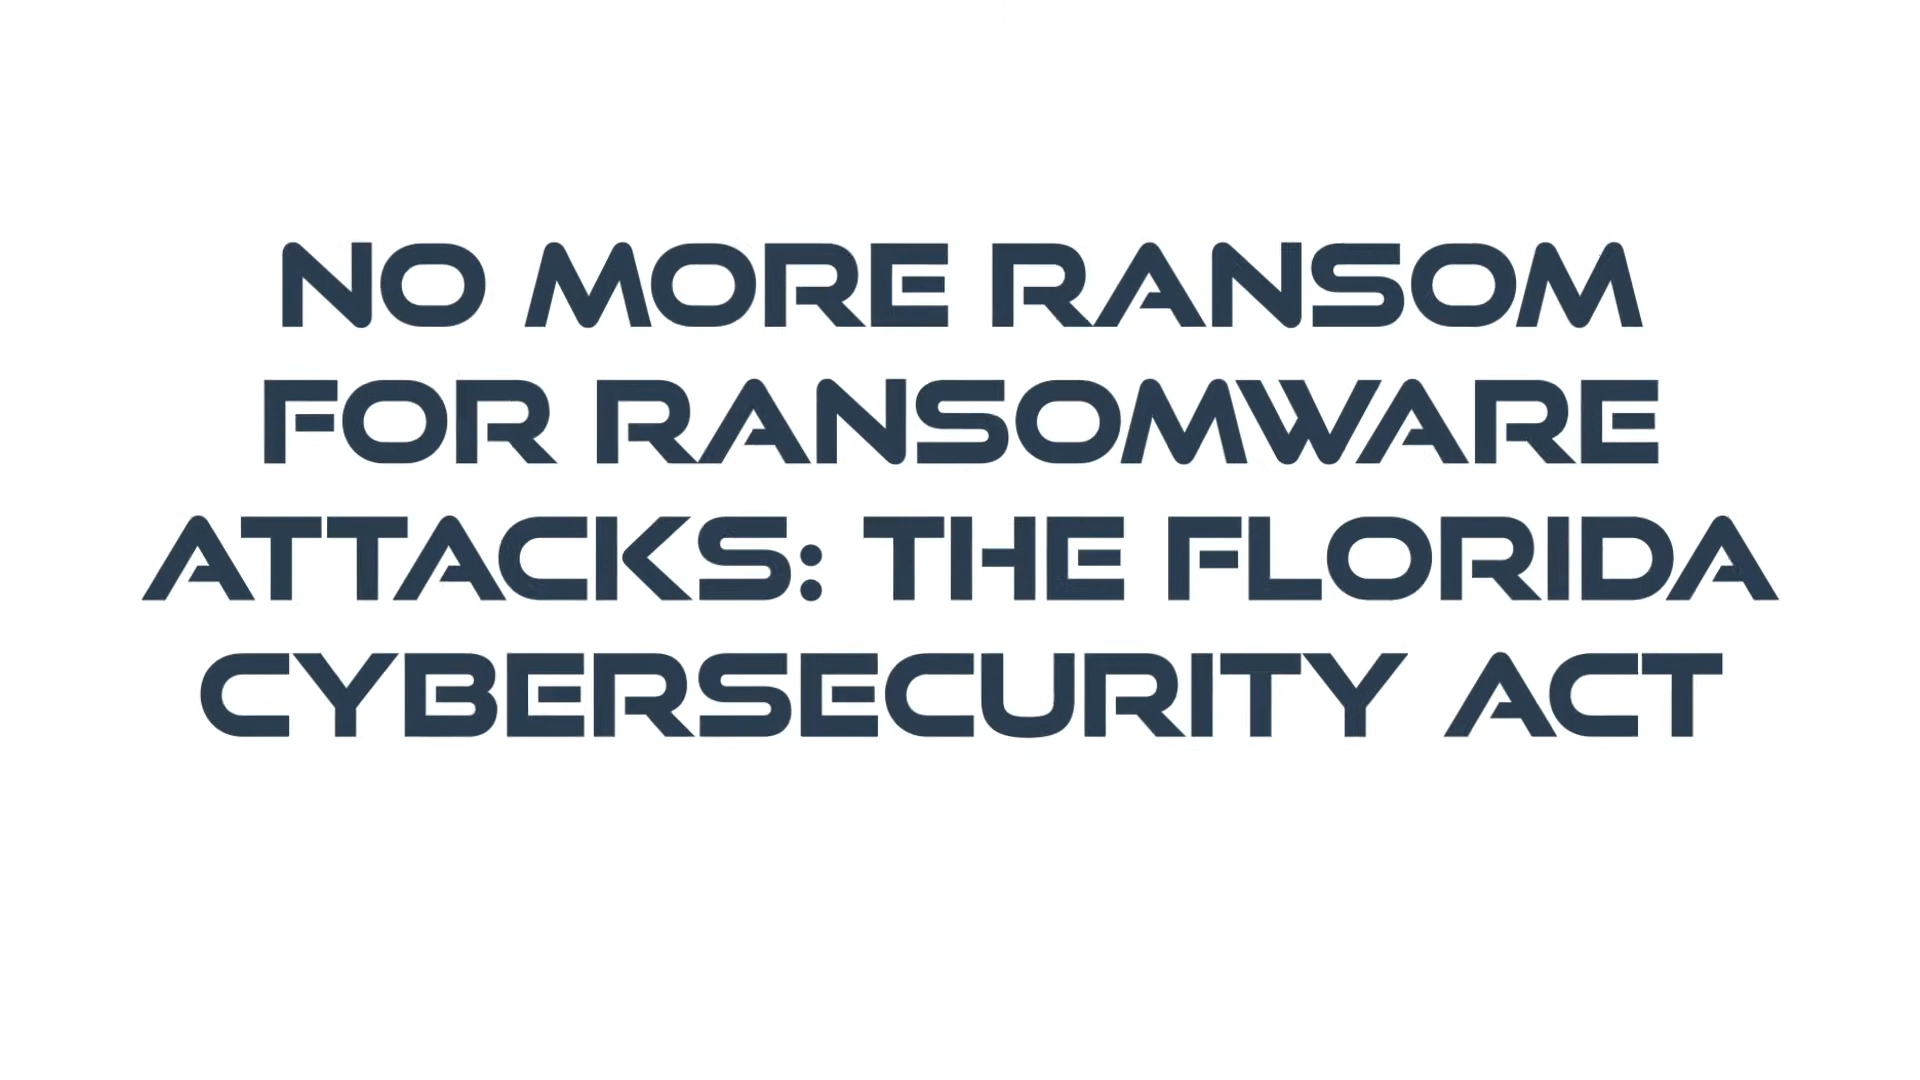 NO MORE RANSOM
FOR RANSOMWARE
ATTACKS: THE FLORIDA
CYBERSECURITY ACT